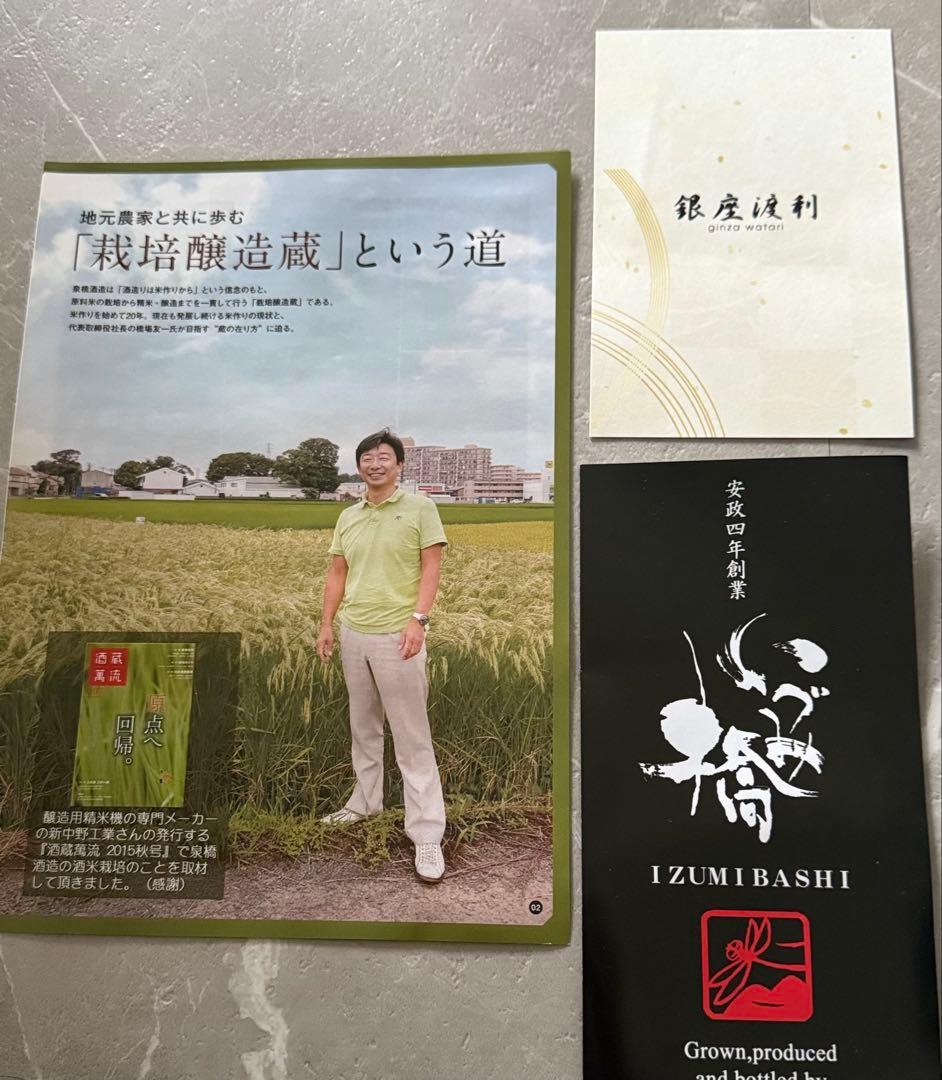 地元農家と共に歩む
「栽培醸造蔵」という道
泉橋酒造は「酒造りは米作りから」という信念のもと、
原料米の栽培から精米・醸造までを一貫して行う「栽培醸造蔵」である。
米作りを始めて20年。現在も発展し続ける米作りの現状と、
代表取締役社長の橋場友一氏が目指す“蔵の在り方”に迫る。
酒蔵
萬流
原点へ
回帰。
醸造用精米機の専門メーカー
の新中野工業さんの発行する
『酒蔵萬流 2015秋号』で泉橋
酒造の酒米栽培のことを取材
して頂きました。（感謝）
02
銀座渡利
ginza watari
安政四年創業
いづみ
橋
IZUMIBASHI
Grown,produced
and bottled by